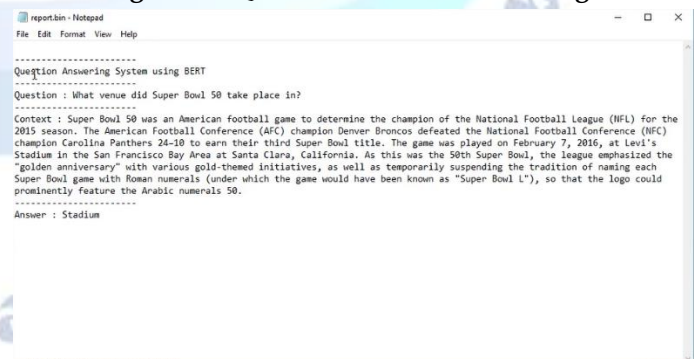 report.bin - Notepad
File Edit Format View Help
-----------------------
Question Answering System using BERT
-----------------------
Question : What venue did Super Bowl 50 take place in?
-----------------------
Context : Super Bowl 50 was an American football game to determine the champion of the National Football League (NFL) for the
2015 season. The American Football Conference (AFC) champion Denver Broncos defeated the National Football Conference (NFC)
champion Carolina Panthers 24–10 to earn their third Super Bowl title. The game was played on February 7, 2016, at Levi's
Stadium in the San Francisco Bay Area at Santa Clara, California. As this was the 50th Super Bowl, the league emphasized the
"golden anniversary" with various gold-themed initiatives, as well as temporarily suspending the tradition of naming each
Super Bowl game with Roman numerals (under which the game would have been known as "Super Bowl L"), so that the logo could
prominently feature the Arabic numerals 50.
-----------------------
Answer : Stadium